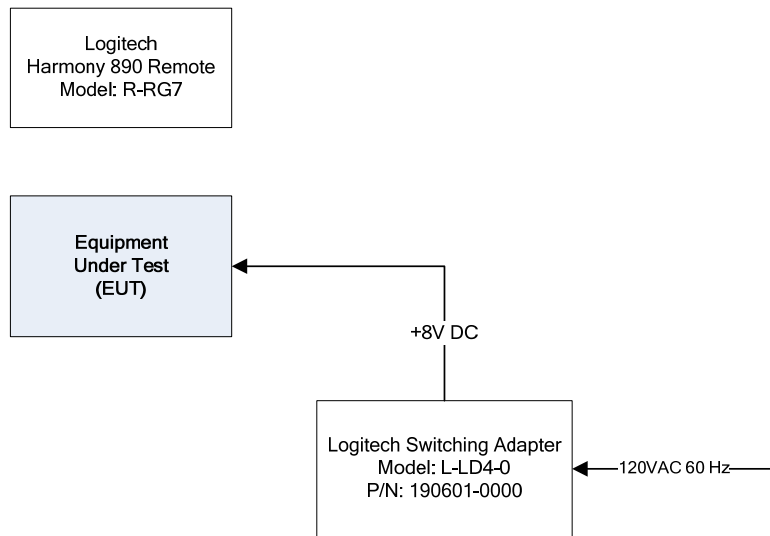 Logitech
Harmony 890 Remote
Model: R-RG7
Equipment
Under Test
(EUT)
+8V DC
Logitech Switching Adapter
Model: L-LD4-0
P/N: 190601-0000
120VAC 60 Hz